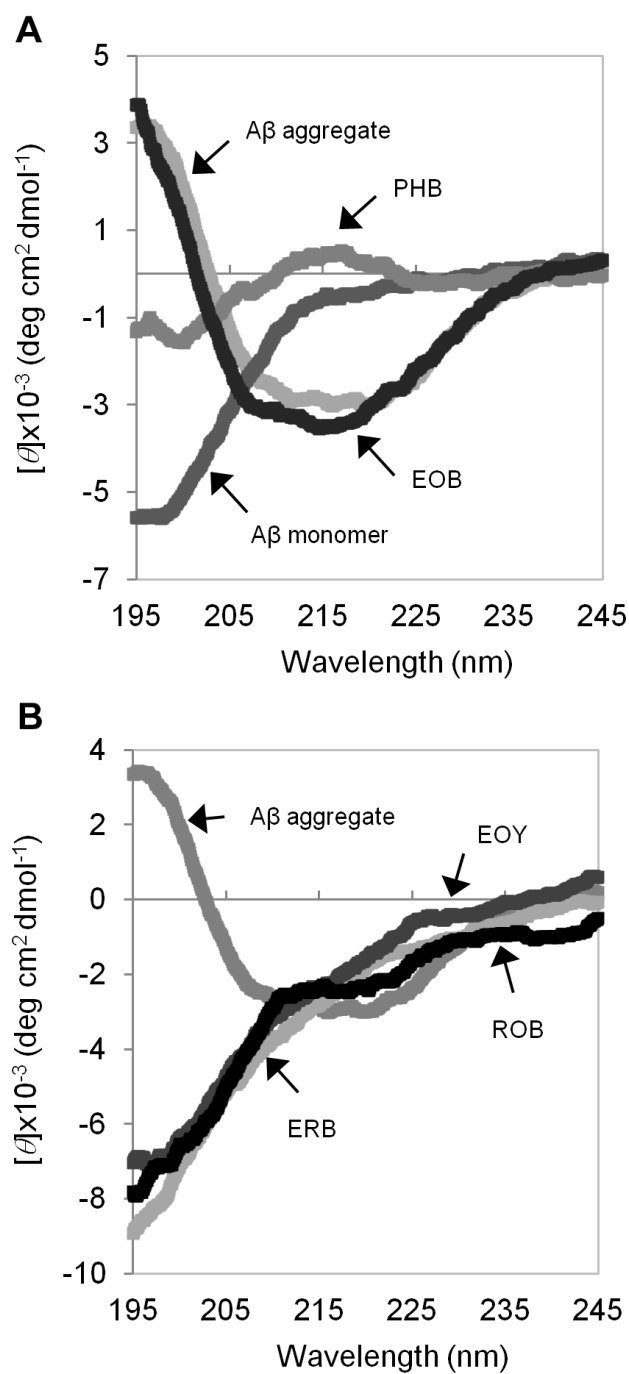 A
5
3
1
-1
-3
-5
-7
[θ]x10⁻³ (deg cm² dmol⁻¹)
Aβ aggregate
PHB
EOB
Aβ monomer
195 205 215 225 235 245
Wavelength (nm)
B
4
2
0
-2
-4
-6
-8
-10
[θ]x10⁻³ (deg cm² dmol⁻¹)
Aβ aggregate
EOY
ROB
ERB
195 205 215 225 235 245
Wavelength (nm)